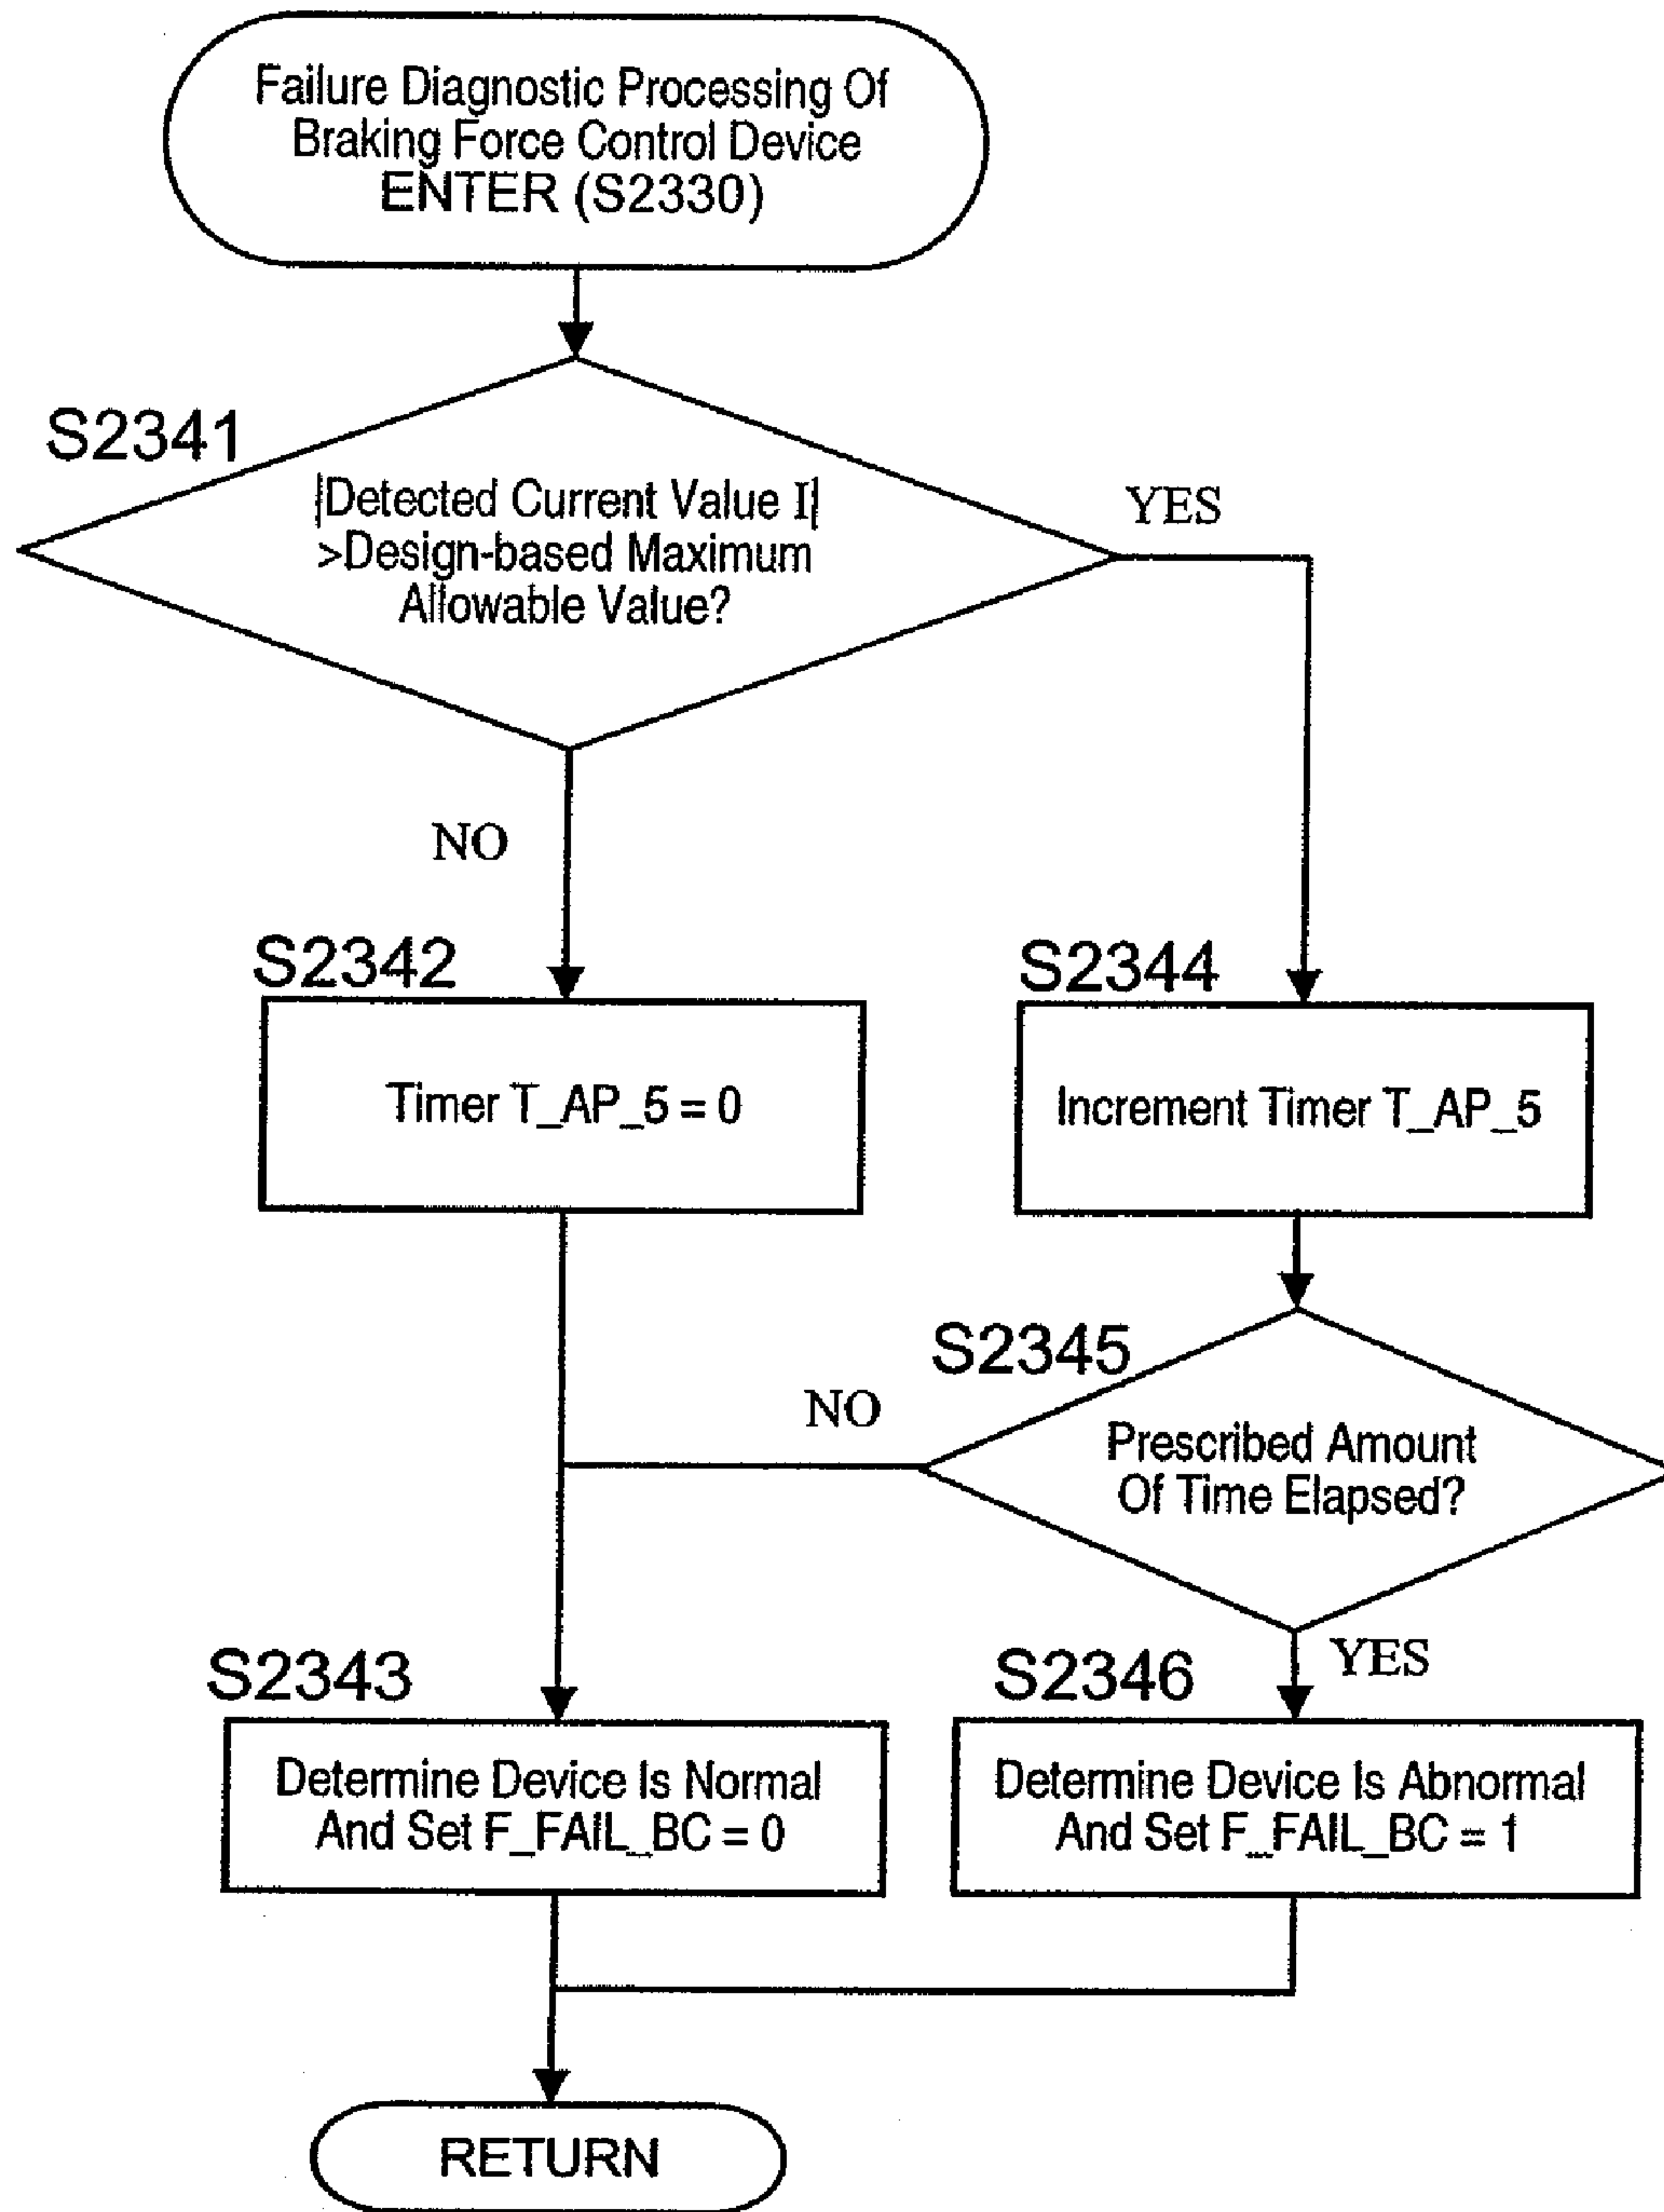 Failure Diagnostic Processing Of
Braking Force Control Device
ENTER (S2330)
S2341
|Detected Current Value I|
>Design-based Maximum
Allowable Value?
YES
NO
S2342
Timer T_AP_5 = 0
S2344
Increment Timer T_AP_5
S2345
NO
Prescribed Amount
Of Time Elapsed?
YES
S2343
Determine Device Is Normal
And Set F_FAIL_BC = 0
S2346
Determine Device Is Abnormal
And Set F_FAIL_BC = 1
RETURN